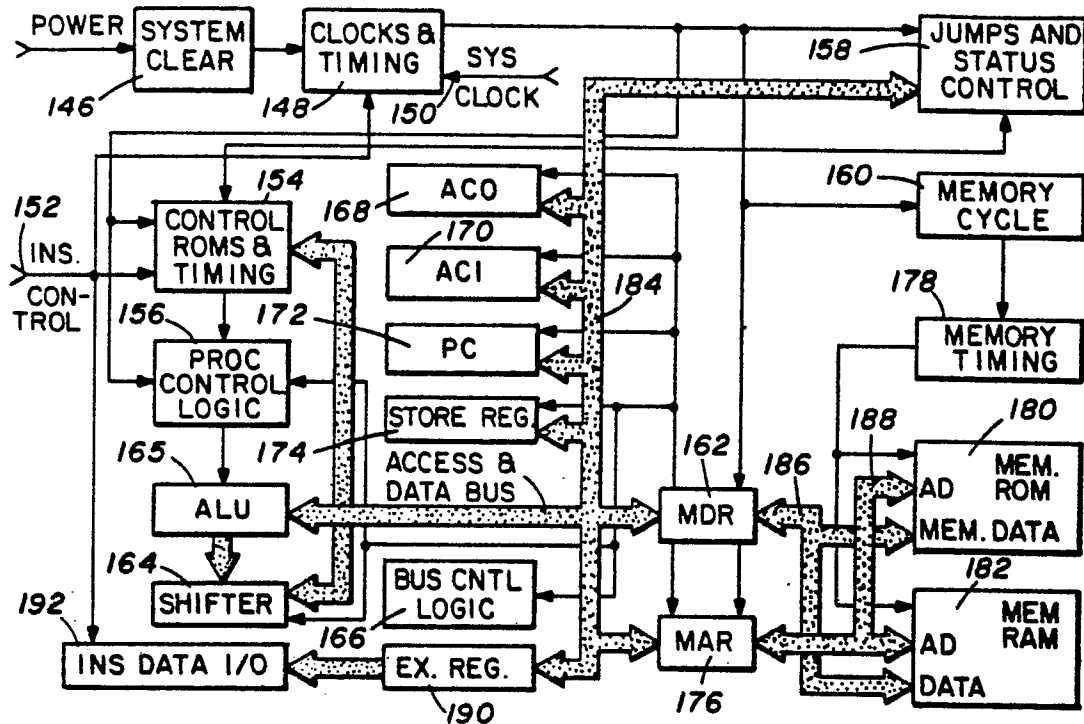 POWER
SYSTEM
CLEAR
146
CLOCKS &
TIMING
148
SYS
CLOCK
150
JUMPS AND
STATUS
CONTROL
158
152
INS.
CON-
TROL
154
CONTROL
ROMS &
TIMING
168
ACO
170
ACI
184
160
MEMORY
CYCLE
156
PROC
CONTROL
LOGIC
172
PC
178
MEMORY
TIMING
174
STORE REG.
ACCESS &
DATA BUS
165
ALU
162
MDR
186
188
180
MEM.
ROM
AD
MEM. DATA
164
SHIFTER
BUS CNTL
LOGIC
166
182
MEM
RAM
AD
DATA
192
INS DATA I/O
EX. REG.
190
MAR
176